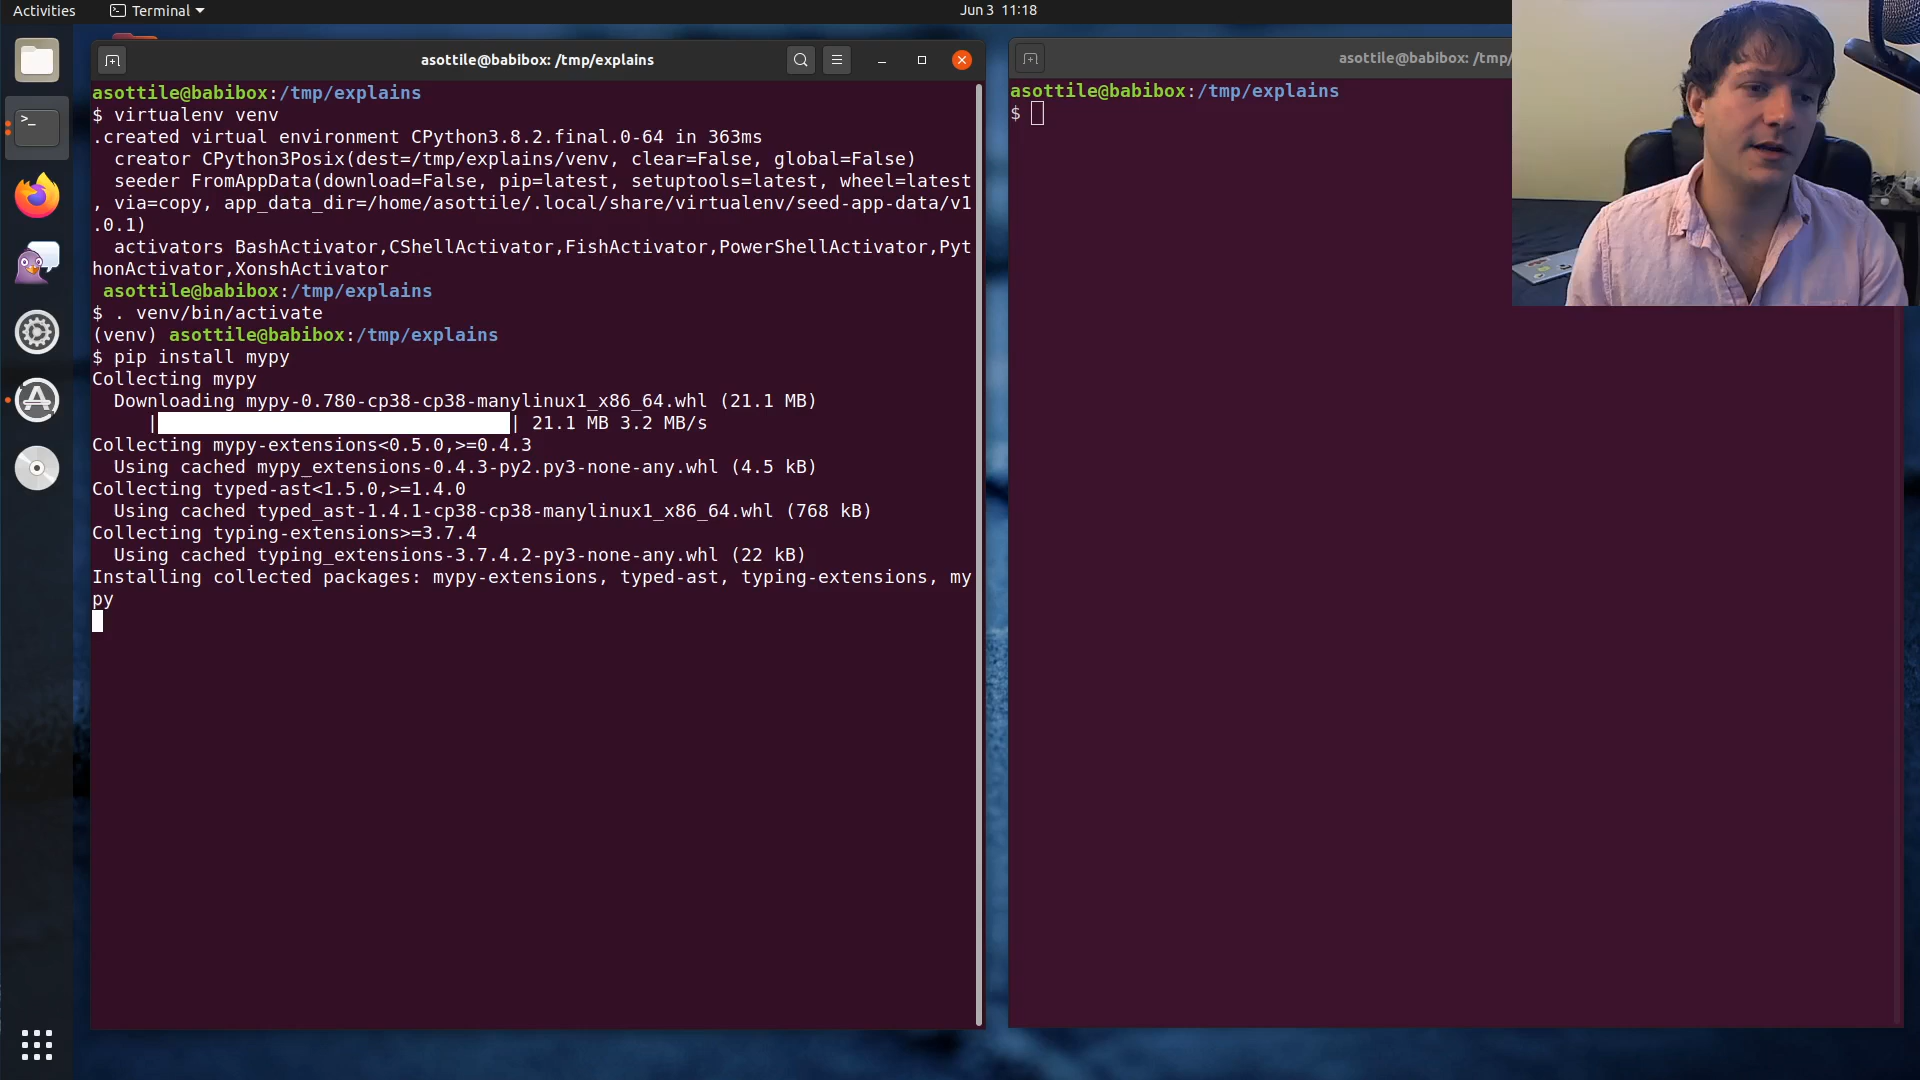 Activities
Terminal
Jun 3 11:18
asottile@babibox: /tmp/explains
asottile@babibox:/tmp/explains
$ virtualenv venv
.created virtual environment CPython3.8.2.final.0-64 in 363ms
creator CPython3Posix(dest=/tmp/explains/venv, clear=False, global=False)
seeder FromAppData(download=False, pip=latest, setuptools=latest, wheel=latest
, via=copy, app_data_dir=/home/asottile/.local/share/virtualenv/seed-app-data/v1
.0.1)
activators BashActivator,CShellActivator,FishActivator,PowerShellActivator,Pyt
honActivator,XonshActivator
asottile@babibox:/tmp/explains
$ . venv/bin/activate
(venv) asottile@babibox:/tmp/explains
$ pip install mypy
Collecting mypy
Downloading mypy-0.780-cp38-cp38-manylinux1_x86_64.whl (21.1 MB)
| | 21.1 MB 3.2 MB/s
Collecting mypy-extensions<0.5.0,>=0.4.3
Using cached mypy_extensions-0.4.3-py2.py3-none-any.whl (4.5 kB)
Collecting typed-ast<1.5.0,>=1.4.0
Using cached typed_ast-1.4.1-cp38-cp38-manylinux1_x86_64.whl (768 kB)
Collecting typing-extensions>=3.7.4
Using cached typing_extensions-3.7.4.2-py3-none-any.whl (22 kB)
Installing collected packages: mypy-extensions, typed-ast, typing-extensions, my
py
asottile@babibox: /tmp/
asottile@babibox:/tmp/explains
$